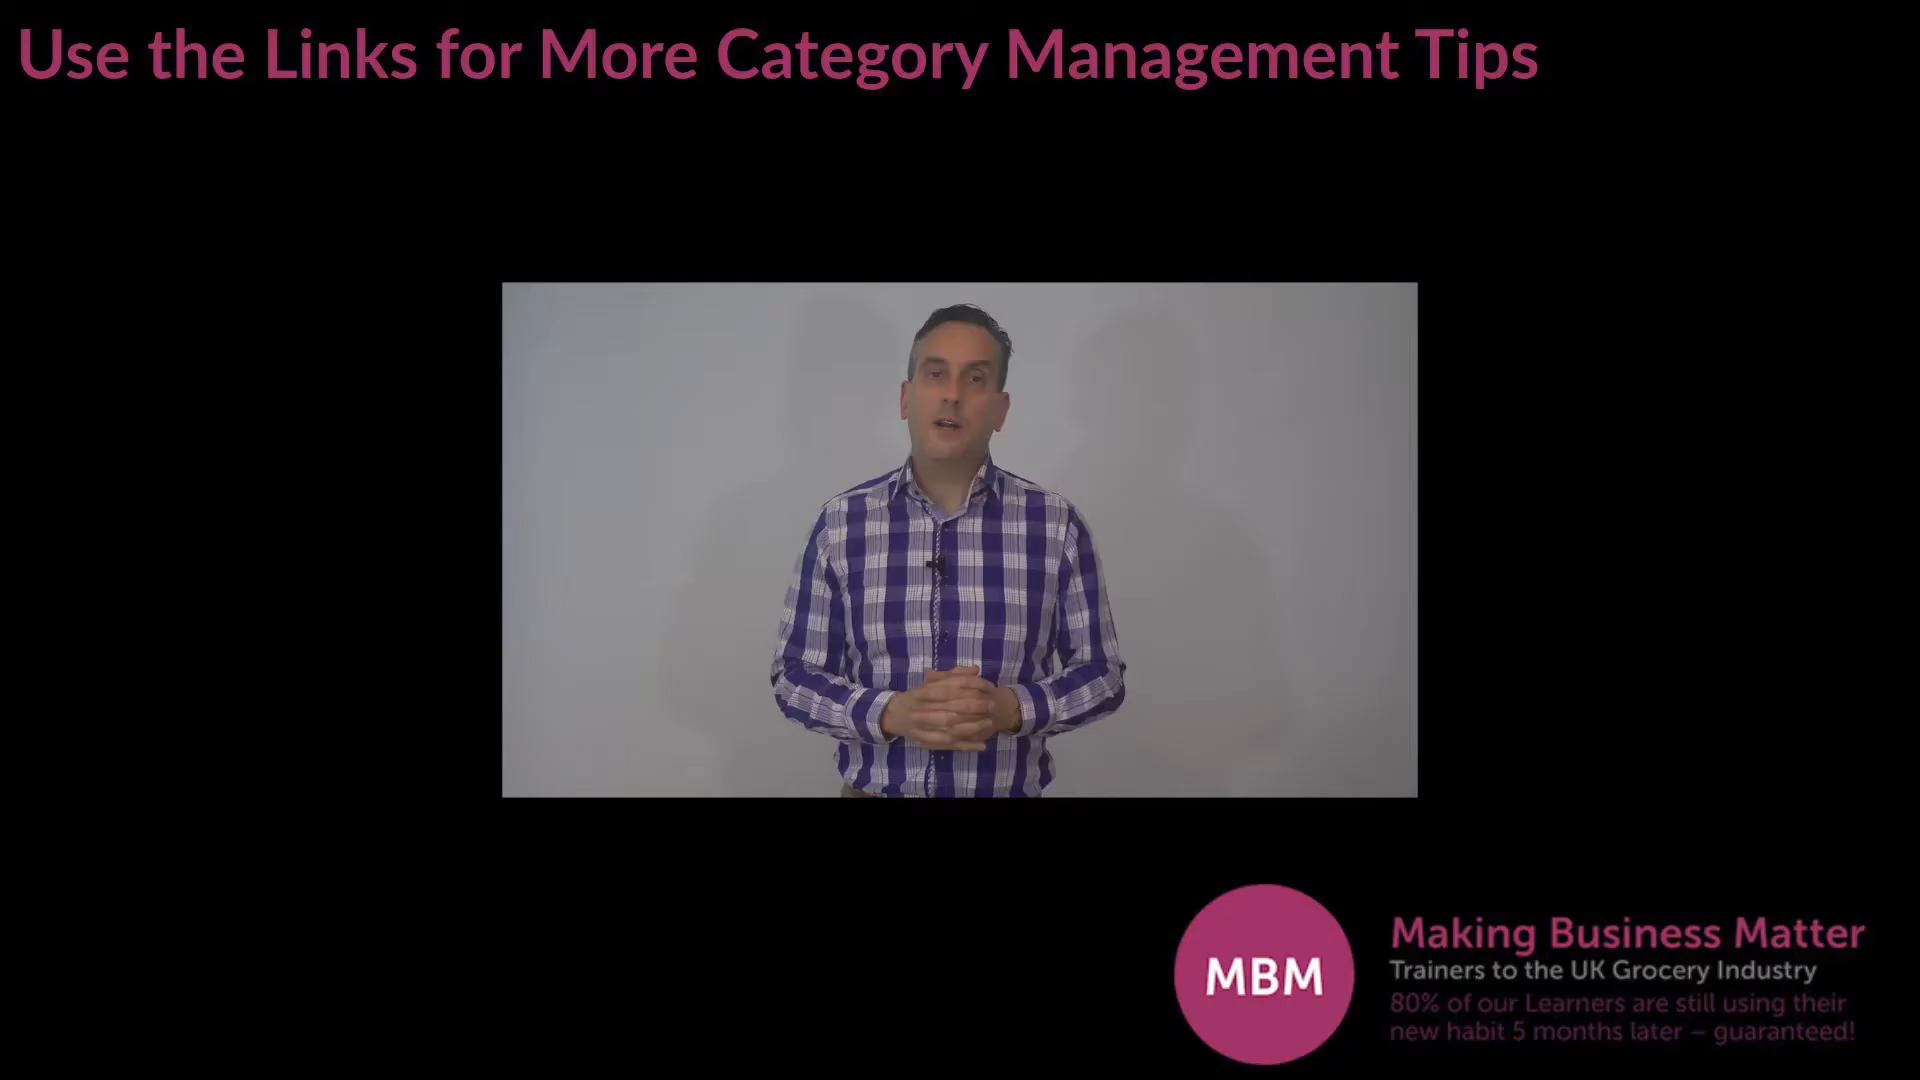 Use the Links for More Category Management Tips
MBM
Making Business Matter
Trainers to the UK Grocery Industry
80% of our Learners are still using their
new habit 5 months later – guaranteed!